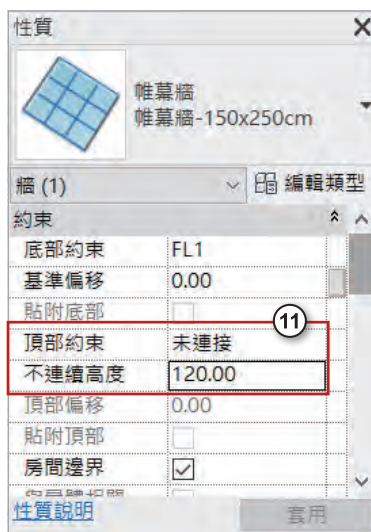 性質
帷幕牆
帷幕牆-150x250cm
牆 (1) 編輯類型
約束
底部約束 FL1
基準偏移 0.00
貼附底部
11
頂部約束 未連接
不連續高度 120.00
頂部偏移 0.00
貼附頂部
房間邊界
性質說明 套用